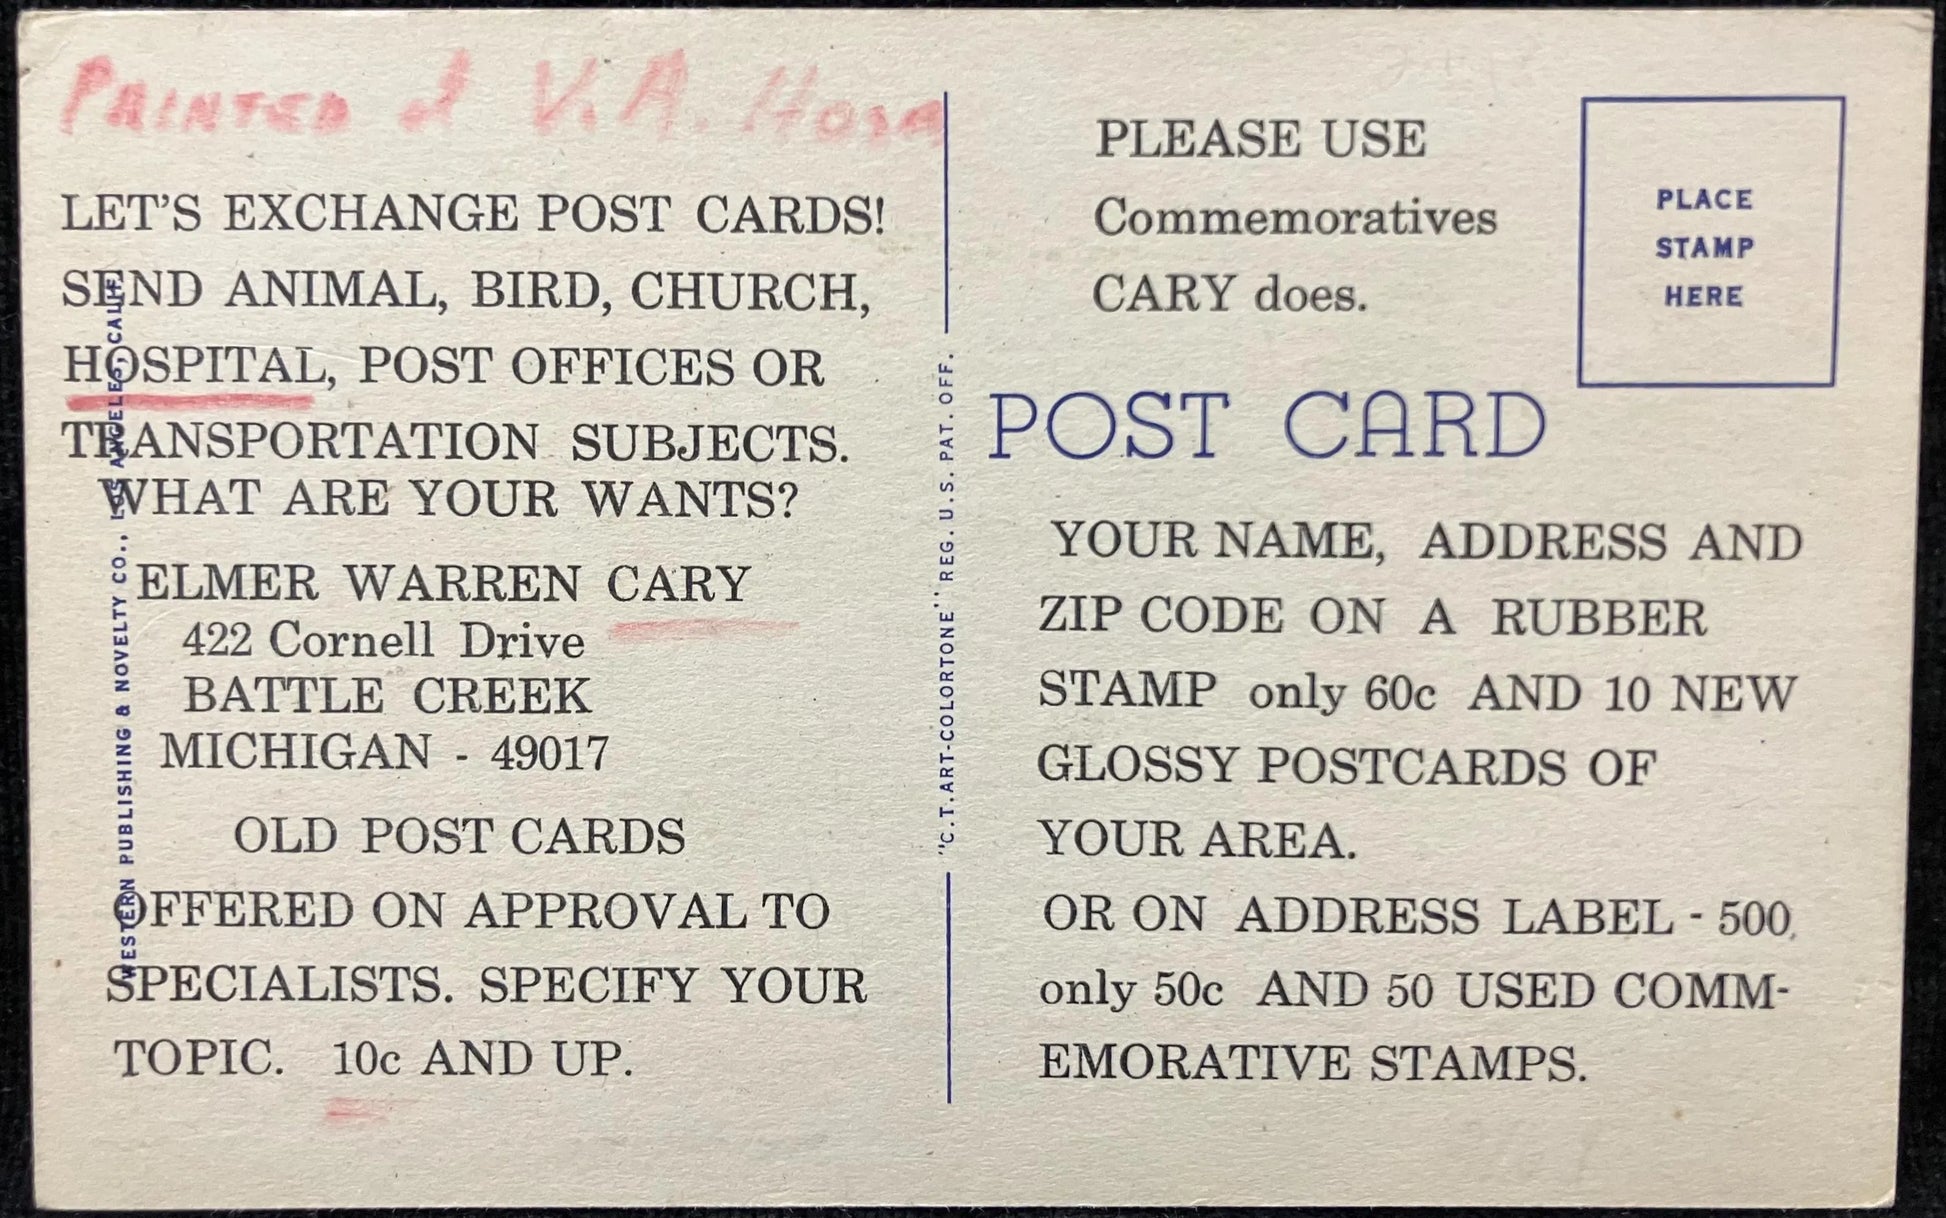 PAINTED V.A. HOSP
LET'S EXCHANGE POST CARDS!
SEND ANIMAL, BIRD, CHURCH,
HOSPITAL, POST OFFICES OR
TRANSPORTATION SUBJECTS.
WHAT ARE YOUR WANTS?
ELMER WARREN CARY
422 Cornell Drive
BATTLE CREEK
MICHIGAN - 49017
OLD POST CARDS
OFFERED ON APPROVAL TO
SPECIALISTS. SPECIFY YOUR
TOPIC. 10c AND UP.
WESTERN PUBLISHING & NOVELTY CO., LOS ANGELES, CALIF.
"C.T. ART-COLORTONE" REG. U.S. PAT. OFF.
PLEASE USE
Commemoratives
CARY does.
PLACE
STAMP
HERE
POST CARD
YOUR NAME, ADDRESS AND
ZIP CODE ON A RUBBER
STAMP only 60c AND 10 NEW
GLOSSY POSTCARDS OF
YOUR AREA.
OR ON ADDRESS LABEL - 500
only 50c AND 50 USED COMM-
EMORATIVE STAMPS.